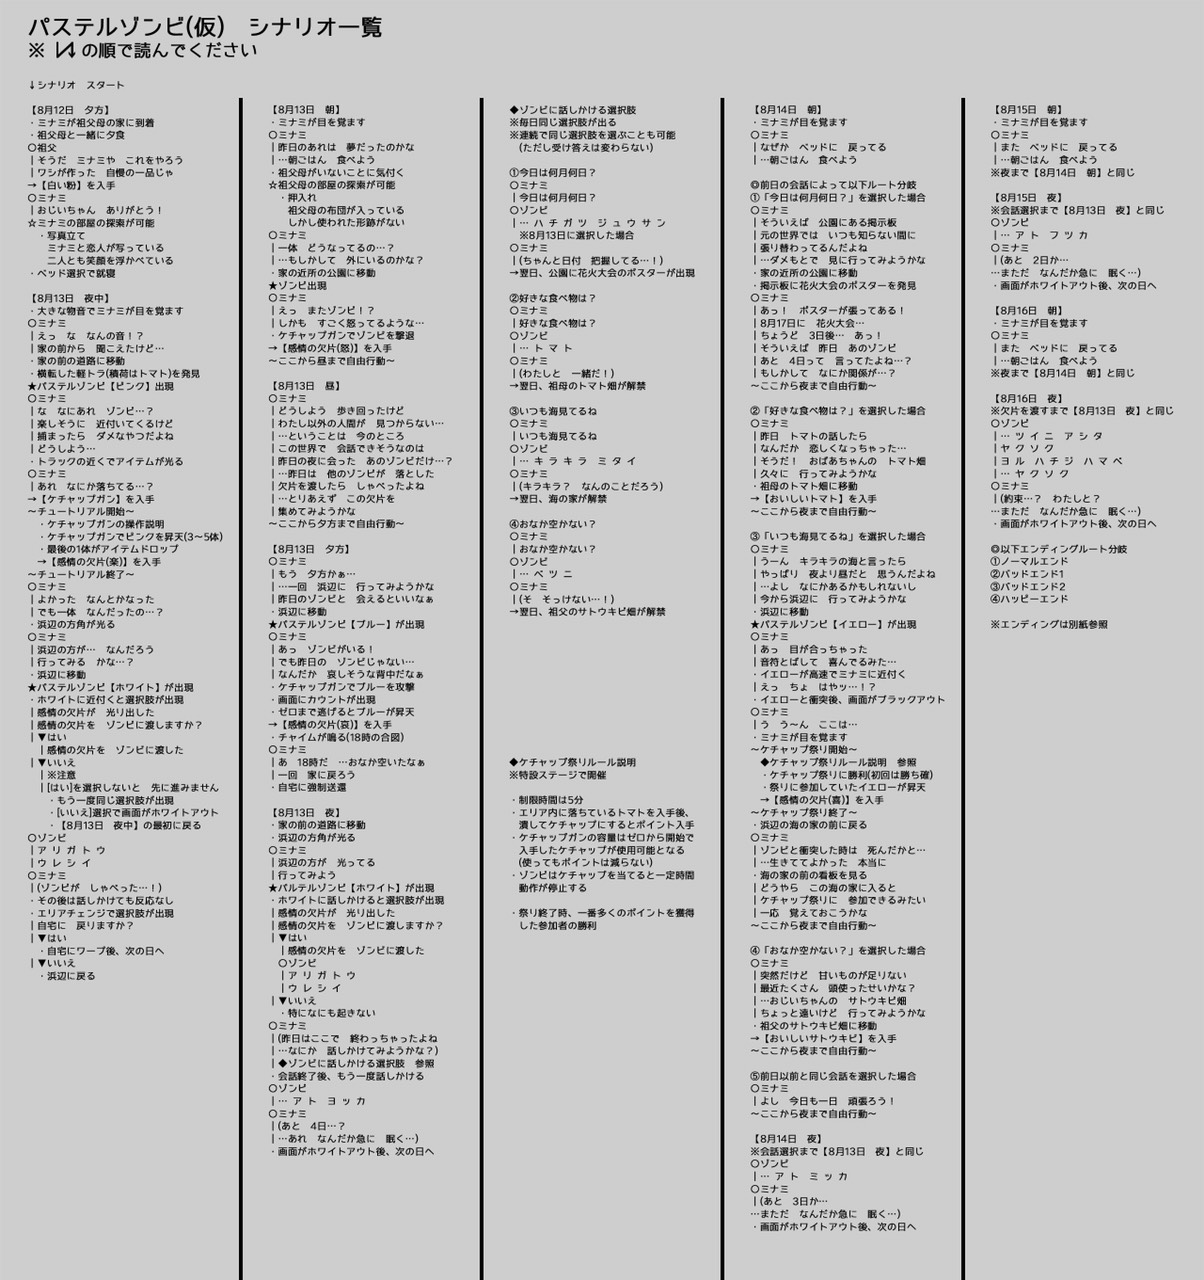 パステルゾンビ(仮)　シナリオ一覧
※ の順で読んでください
↓シナリオ　スタート
【8月12日　夕方】
・ミナミが祖父母の家に到着
・祖父母と一緒に夕食
〇祖父
｜そうだ　ミナミや　これをやろう
｜ワシが作った　自慢の一品じゃ
→【白い粉】を入手
〇ミナミ
｜おじいちゃん　ありがとう！
☆ミナミの部屋の探索が可能
・写真立て
ミナミと恋人が写っている
二人とも笑顔を浮かべている
・ベッド選択で就寝
【8月13日　夜中】
・大きな物音でミナミが目を覚ます
〇ミナミ
｜えっ　な　なんの音！？
｜家の前から　聞こえたけど…
・家の前の道路に移動
・横転した軽トラ(積荷はトマト)を発見
★パステルゾンビ【ピンク】出現
〇ミナミ
｜な　なにあれ　ゾンビ…？
｜楽しそうに　近付いてくるけど
｜捕まったら　ダメなやつだよね
｜どうしよう…
・トラックの近くでアイテムが光る
〇ミナミ
｜あれ　なにか落ちてる…？
→【ケチャップガン】を入手
～チュートリアル開始～
・ケチャップガンの操作説明
・ケチャップガンでピンクを昇天(3～5体)
・最後の1体がアイテムドロップ
→【感情の欠片(楽)】を入手
～チュートリアル終了～
〇ミナミ
｜よかった　なんとかなった
｜でも一体　なんだったの…？
・浜辺の方角が光る
〇ミナミ
｜浜辺の方が…　なんだろう
｜行ってみる　かな…？
・浜辺に移動
★パステルゾンビ【ホワイト】が出現
・ホワイトに近付くと選択肢が出現
｜感情の欠片が　光り出した
｜感情の欠片を　ゾンビに渡しますか？
｜▼はい
｜感情の欠片を　ゾンビに渡した
｜▼いいえ
｜※注意
｜[はい]を選択しないと　先に進みません
・もう一度同じ選択肢が出現
・[いいえ]選択で画面がホワイトアウト
・【8月13日　夜中】の最初に戻る
〇ゾンビ
｜ア リ ガ ト ウ
｜ウ レ シ イ
〇ミナミ
｜(ゾンビが　しゃべった…！)
・その後は話しかけても反応なし
・エリアチェンジで選択肢が出現
｜自宅に　戻りますか？
｜▼はい
・自宅にワープ後、次の日へ
｜▼いいえ
・浜辺に戻る
【8月13日　朝】
・ミナミが目を覚ます
〇ミナミ
｜昨日のあれは　夢だったのかな
｜…朝ごはん　食べよう
・祖父母がいないことに気付く
☆祖父母の部屋の探索が可能
・押入れ
祖父母の布団が入っている
しかし使われた形跡がない
〇ミナミ
｜一体　どうなってるの…？
｜…もしかして　外にいるのかな？
・家の近所の公園に移動
★ゾンビ出現
〇ミナミ
｜えっ　またゾンビ！？
｜しかも　すごく怒ってるような…
・ケチャップガンでゾンビを撃退
→【感情の欠片(怒)】を入手
～ここから昼まで自由行動～
【8月13日　昼】
〇ミナミ
｜どうしよう　歩き回ったけど
｜わたし以外の人間が　見つからない…
｜…ということは　今のところ
｜この世界で　会話できそうなのは
｜昨日の夜に会った　あのゾンビだけ…？
｜…昨日は　他のゾンビが　落とした
｜欠片を渡したら　しゃべったよね
｜…とりあえず　この欠片を
｜集めてみようかな
～ここから夕方まで自由行動～
【8月13日　夕方】
〇ミナミ
｜もう　夕方かぁ…
｜…一回　浜辺に　行ってみようかな
｜昨日のゾンビと　会えるといいなぁ
・浜辺に移動
★パステルゾンビ【ブルー】が出現
〇ミナミ
｜あっ　ゾンビがいる！
｜でも昨日の　ゾンビじゃない…
｜なんだか　哀しそうな背中だなぁ
・ケチャップガンでブルーを攻撃
・画面にカウントが出現
・ゼロまで逃げるとブルーが昇天
→【感情の欠片(哀)】を入手
・チャイムが鳴る(18時の合図)
〇ミナミ
｜あ　18時だ　…おなか空いたなぁ
｜一回　家に戻ろう
・自宅に強制送還
【8月13日　夜】
・家の前の道路に移動
・浜辺の方角が光る
〇ミナミ
｜浜辺の方が　光ってる
｜行ってみよう
★パルテルゾンビ【ホワイト】が出現
・ホワイトに話しかけると選択肢が出現
｜感情の欠片が　光り出した
｜感情の欠片を　ゾンビに渡しますか？
｜▼はい
｜感情の欠片を　ゾンビに渡した
〇ゾンビ
｜ア リ ガ ト ウ
｜ウ レ シ イ
｜▼いいえ
・特になにも起きない
〇ミナミ
｜(昨日はここで　終わっちゃったよね
｜…なにか　話しかけてみようかな？)
｜◆ゾンビに話しかける選択肢　参照
・会話終了後、もう一度話しかける
〇ゾンビ
｜… ア ト　ヨ ッ カ
〇ミナミ
｜(あと　4日…？
｜…あれ　なんだか急に　眠く…)
・画面がホワイトアウト後、次の日へ
◆ゾンビに話しかける選択肢
※毎日同じ選択肢が出る
※連続で同じ選択肢を選ぶことも可能
(ただし受け答えは変わらない)
①今日は何月何日？
〇ミナミ
｜今日は何月何日？
〇ゾンビ
｜… ハ チ ガ ツ　ジ ュ ウ サ ン
※8月13日に選択した場合
〇ミナミ
｜(ちゃんと日付　把握してる…！)
→翌日、公園に花火大会のポスターが出現
②好きな食べ物は？
〇ミナミ
｜好きな食べ物は？
〇ゾンビ
｜… ト マ ト
〇ミナミ
｜(わたしと　一緒だ！)
→翌日、祖母のトマト畑が解禁
③いつも海見てるね
〇ミナミ
｜いつも海見てるね
〇ゾンビ
｜… キ ラ キ ラ　ミ タ イ
〇ミナミ
｜(キラキラ？　なんのことだろう)
→翌日、海の家が解禁
④おなか空かない？
〇ミナミ
｜おなか空かない？
〇ゾンビ
｜… ベ ツ ニ
〇ミナミ
｜(そ　そっけない…！)
→翌日、祖父のサトウキビ畑が解禁
◆ケチャップ祭りルール説明
※特設ステージで開催
・制限時間は5分
・エリア内に落ちているトマトを入手後、
潰してケチャップにするとポイント入手
・ケチャップガンの容量はゼロから開始で
入手したケチャップが使用可能となる
(使ってもポイントは減らない)
・ゾンビはケチャップを当てると一定時間
動作が停止する
・祭り終了時、一番多くのポイントを獲得
した参加者の勝利
【8月14日　朝】
・ミナミが目を覚ます
〇ミナミ
｜なぜか　ベッドに　戻ってる
｜…朝ごはん　食べよう
◎前日の会話によって以下ルート分岐
①「今日は何月何日？」を選択した場合
〇ミナミ
｜そういえば　公園にある掲示板
｜元の世界では　いつも知らない間に
｜張り替わってるんだよね
｜…ダメもとで　見に行ってみようかな
・家の近所の公園に移動
・掲示板に花火大会のポスターを発見
〇ミナミ
｜あっ！　ポスターが張ってある！
｜8月17日に　花火大会…
｜ちょうど　3日後…　あっ！
｜そういえば　昨日　あのゾンビ
｜あと　4日って　言ってたよね…？
｜もしかして　なにか関係が…？
～ここから夜まで自由行動～
②「好きな食べ物は？」を選択した場合
〇ミナミ
｜昨日　トマトの話したら
｜なんだか　恋しくなっちゃった…
｜そうだ！　おばあちゃんの　トマト畑
｜久々に　行ってみようかな
・祖母のトマト畑に移動
→【おいしいトマト】を入手
～ここから夜まで自由行動～
③「いつも海見てるね」を選択した場合
〇ミナミ
｜うーん　キラキラの海と言ったら
｜やっぱり　夜より昼だと　思うんだよね
｜…よし　なにかあるかもしれないし
｜今から浜辺に　行ってみようかな
・浜辺に移動
★パステルゾンビ【イエロー】が出現
〇ミナミ
｜あっ　目が合っちゃった
｜音符とばして　喜んでるみた…
・イエローが高速でミナミに近付く
｜えっ　ちょ　はやッ…！？
・イエローと衝突後、画面がブラックアウト
〇ミナミ
｜う　う～ん　ここは…
・ミナミが目を覚ます
～ケチャップ祭り開始～
◆ケチャップ祭りルール説明　参照
・ケチャップ祭りに勝利(初回は勝ち確)
・祭りに参加していたイエローが昇天
→【感情の欠片(喜)】を入手
～ケチャップ祭り終了～
・浜辺の海の家の前に戻る
〇ミナミ
｜ゾンビと衝突した時は　死んだかと…
｜…生きててよかった　本当に
・海の家の前の看板を見る
｜どうやら　この海の家に入ると
｜ケチャップ祭りに　参加できるみたい
｜一応　覚えておこうかな
～ここから夜まで自由行動～
④「おなか空かない？」を選択した場合
〇ミナミ
｜突然だけど　甘いものが足りない
｜最近たくさん　頭使ったせいかな？
｜…おじいちゃんの　サトウキビ畑
｜ちょっと遠いけど　行ってみようかな
・祖父のサトウキビ畑に移動
→【おいしいサトウキビ】を入手
～ここから夜まで自由行動～
⑤前日以前と同じ会話を選択した場合
〇ミナミ
｜よし　今日も一日　頑張ろう！
～ここから夜まで自由行動～
【8月14日　夜】
※会話選択まで【8月13日　夜】と同じ
〇ゾンビ
｜… ア ト　ミ ッ カ
〇ミナミ
｜(あと　3日か…
…まただ　なんだか急に　眠く…)
・画面がホワイトアウト後、次の日へ
【8月15日　朝】
・ミナミが目を覚ます
〇ミナミ
｜また　ベッドに　戻ってる
｜…朝ごはん　食べよう
※夜まで【8月14日　朝】と同じ
【8月15日　夜】
※会話選択まで【8月13日　夜】と同じ
〇ゾンビ
｜… ア ト　フ ツ カ
〇ミナミ
｜(あと　2日か…
…まただ　なんだか急に　眠く…)
・画面がホワイトアウト後、次の日へ
【8月16日　朝】
・ミナミが目を覚ます
〇ミナミ
｜また　ベッドに　戻ってる
｜…朝ごはん　食べよう
※夜まで【8月14日　朝】と同じ
【8月16日　夜】
※欠片を渡すまで【8月13日　夜】と同じ
〇ゾンビ
｜… ツ イ ニ　ア シ タ
｜ヤ ク ソ ク
｜ヨ ル　ハ チ ジ　ハ マ ベ
｜… ヤ ク ソ ク
〇ミナミ
｜(約束…？　わたしと？
…まただ　なんだか急に　眠く…)
・画面がホワイトアウト後、次の日へ
◎以下エンディングルート分岐
①ノーマルエンド
②バッドエンド1
③バッドエンド2
④ハッピーエンド
※エンディングは別紙参照